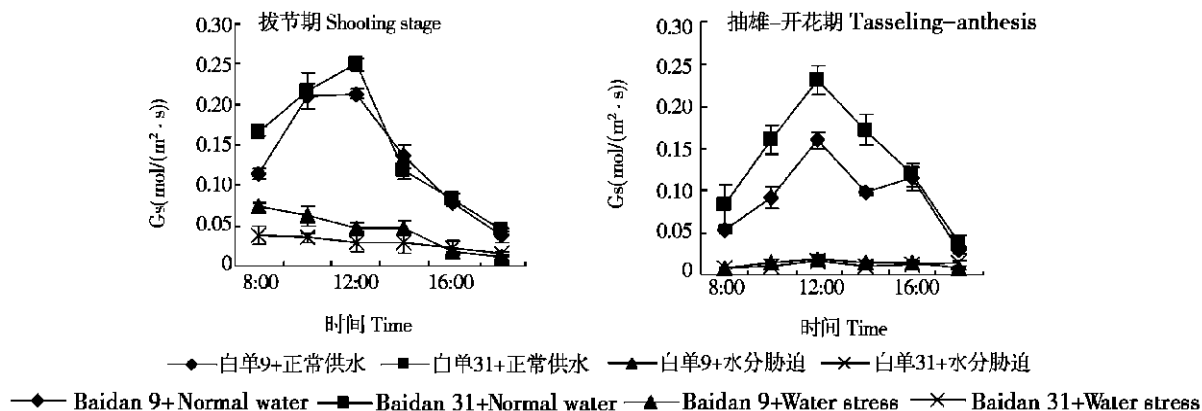 拔节期 Shooting stage
0.30
0.25
0.20
0.15
0.10
0.05
0
Gs(mol/(m² · s))
8:00 12:00 16:00
时间 Time
抽雄-开花期 Tasseling-anthesis
0.30
0.25
0.20
0.15
0.10
0.05
0
Gs(mol/(m² · s))
8:00 12:00 16:00
时间 Time
白单9+正常供水 白单31+正常供水 白单9+水分胁迫 白单31+水分胁迫
Baidan 9+Normal water Baidan 31+Normal water Baidan 9+Water stress Baidan 31+Water stress